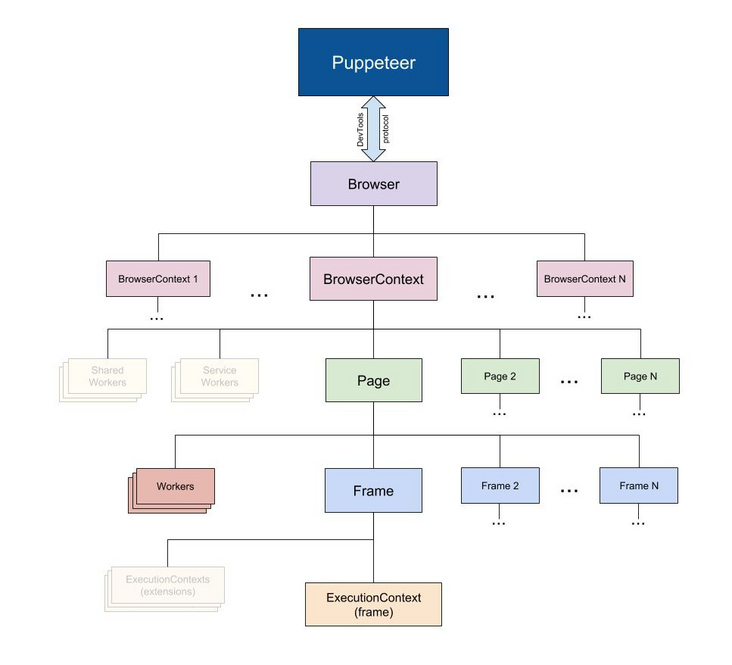 Puppeteer
DevTools
protocol
Browser
BrowserContext 1
...
BrowserContext
...
BrowserContext N
...
...
Shared
Workers
Service
Workers
Page
Page 2
...
Page N
...
...
Workers
Frame
Frame 2
...
Frame N
...
...
ExecutionContexts
(extensions)
ExecutionContext
(frame)